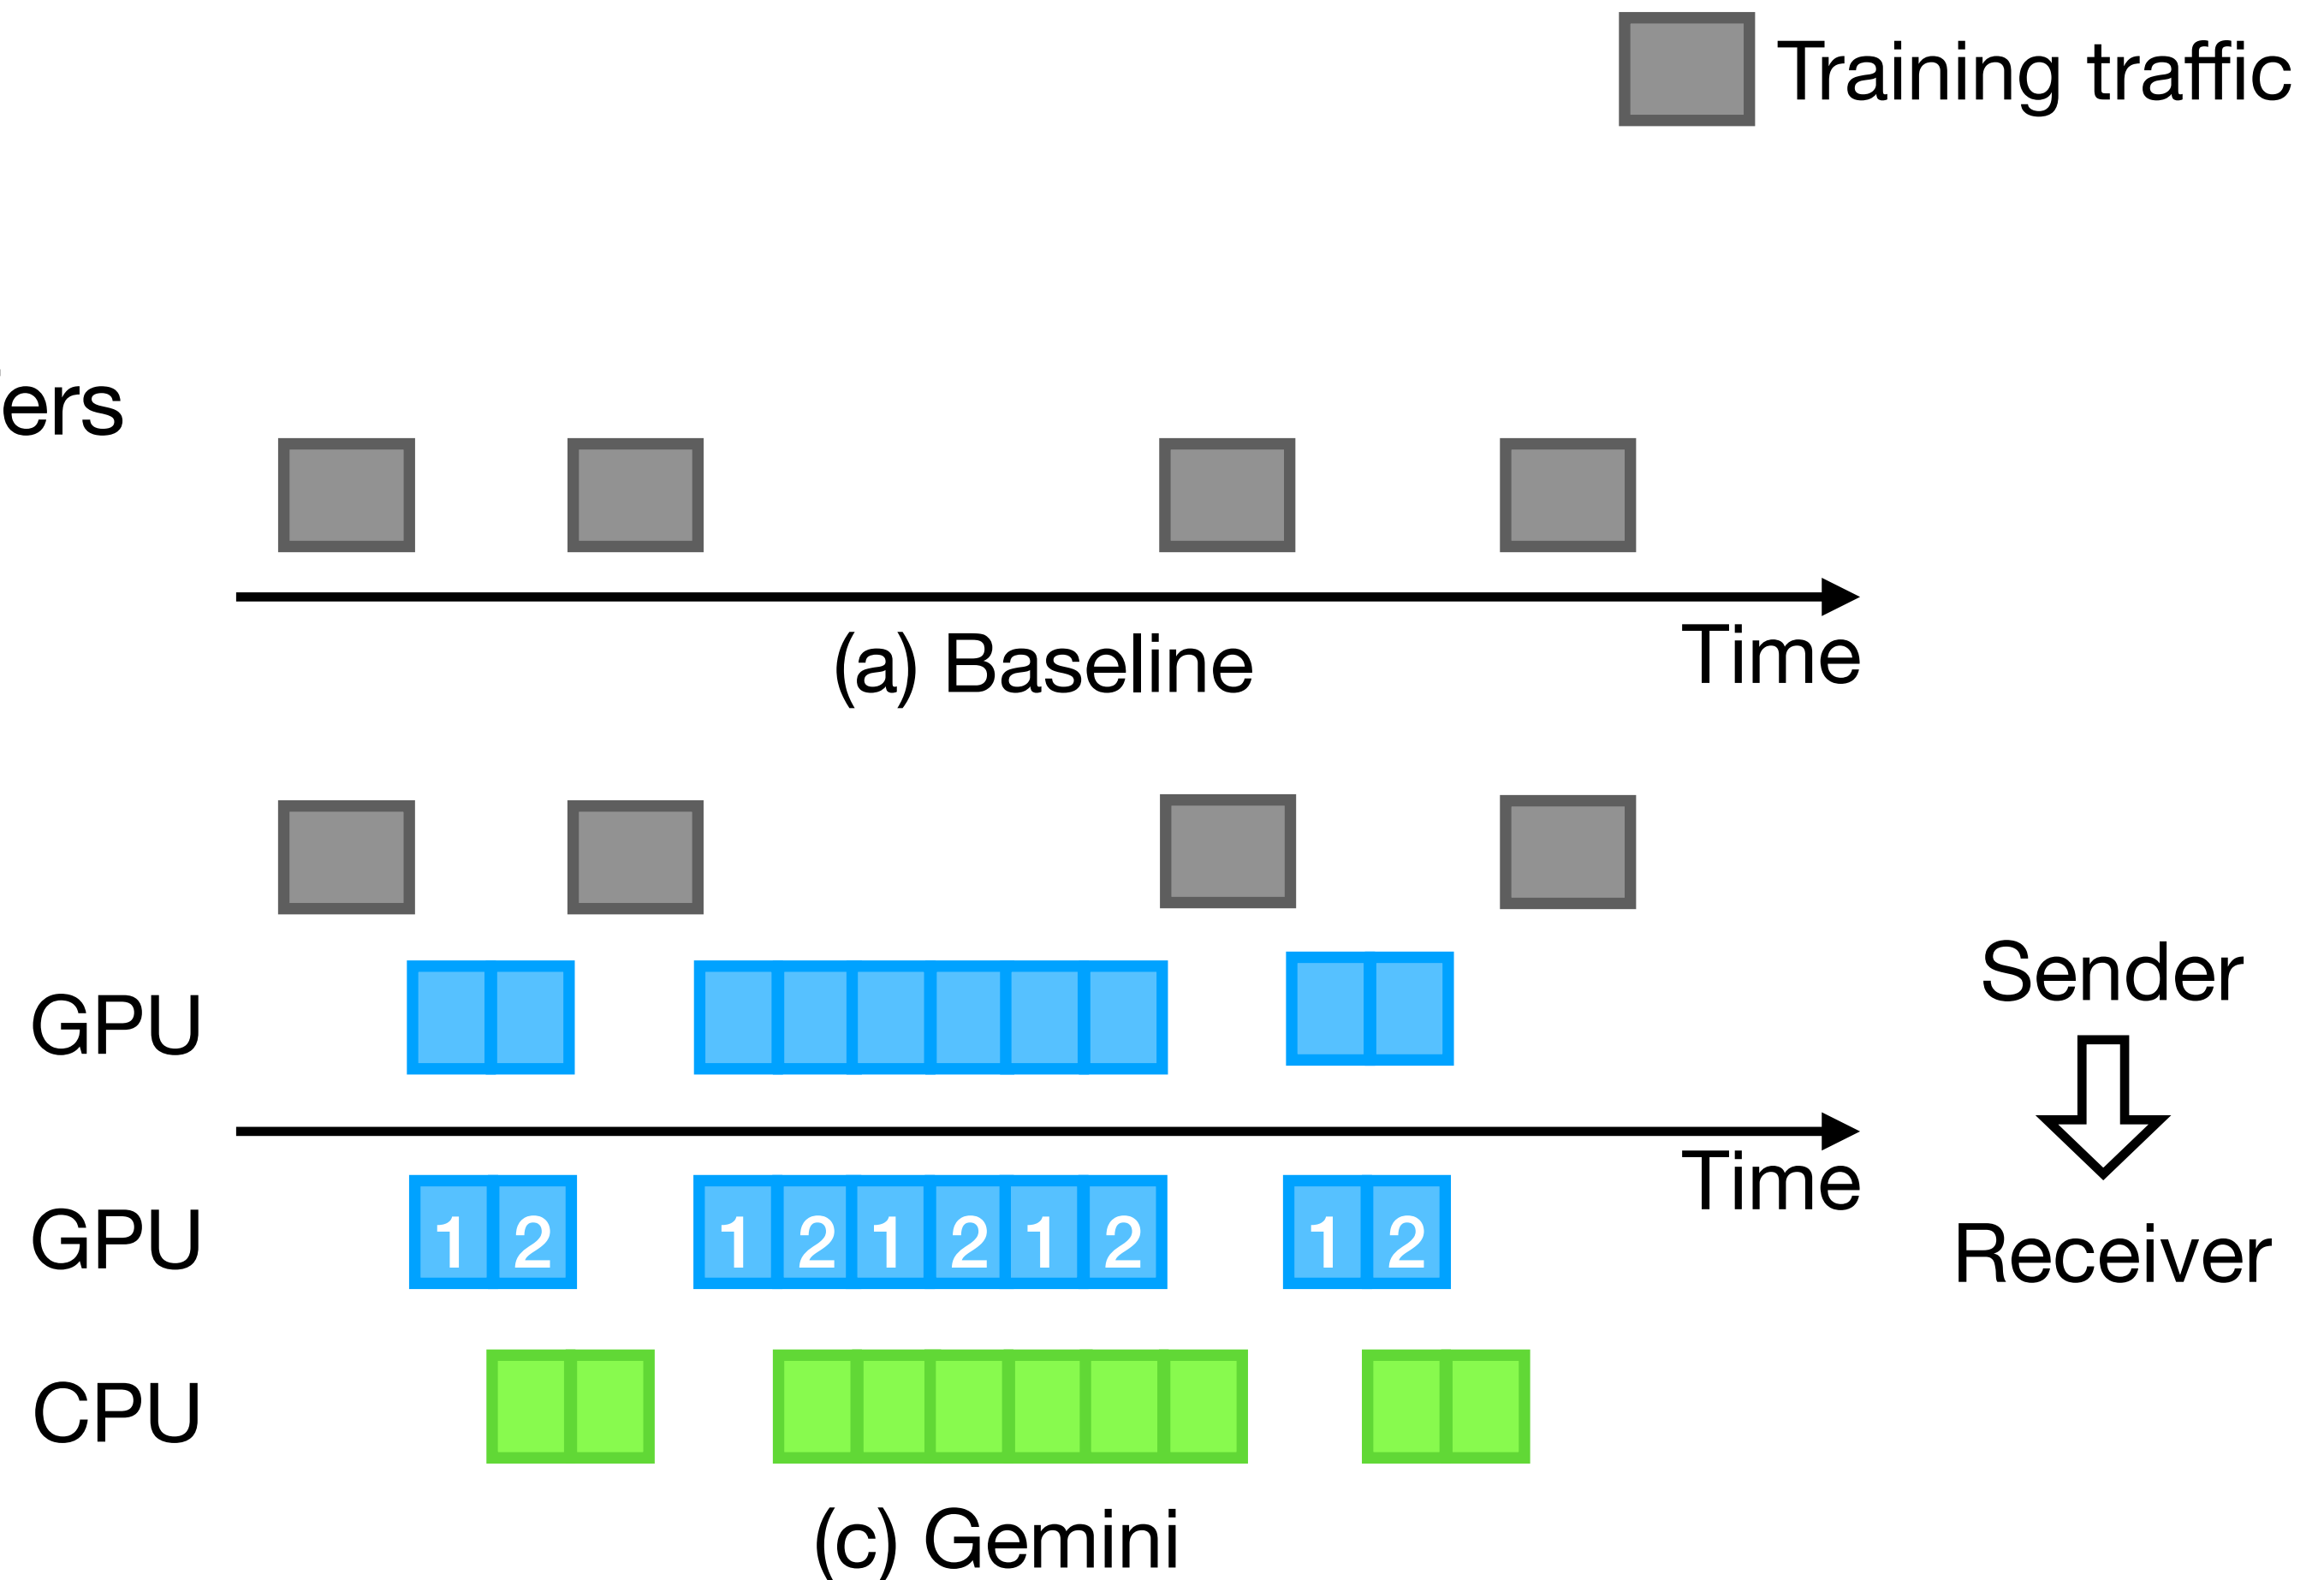 Training traffic
ers
(a) Baseline
Time
GPU
Sender
Time
GPU
1 2 1 2 1 2 1 2 1 2
Receiver
CPU
(c) Gemini